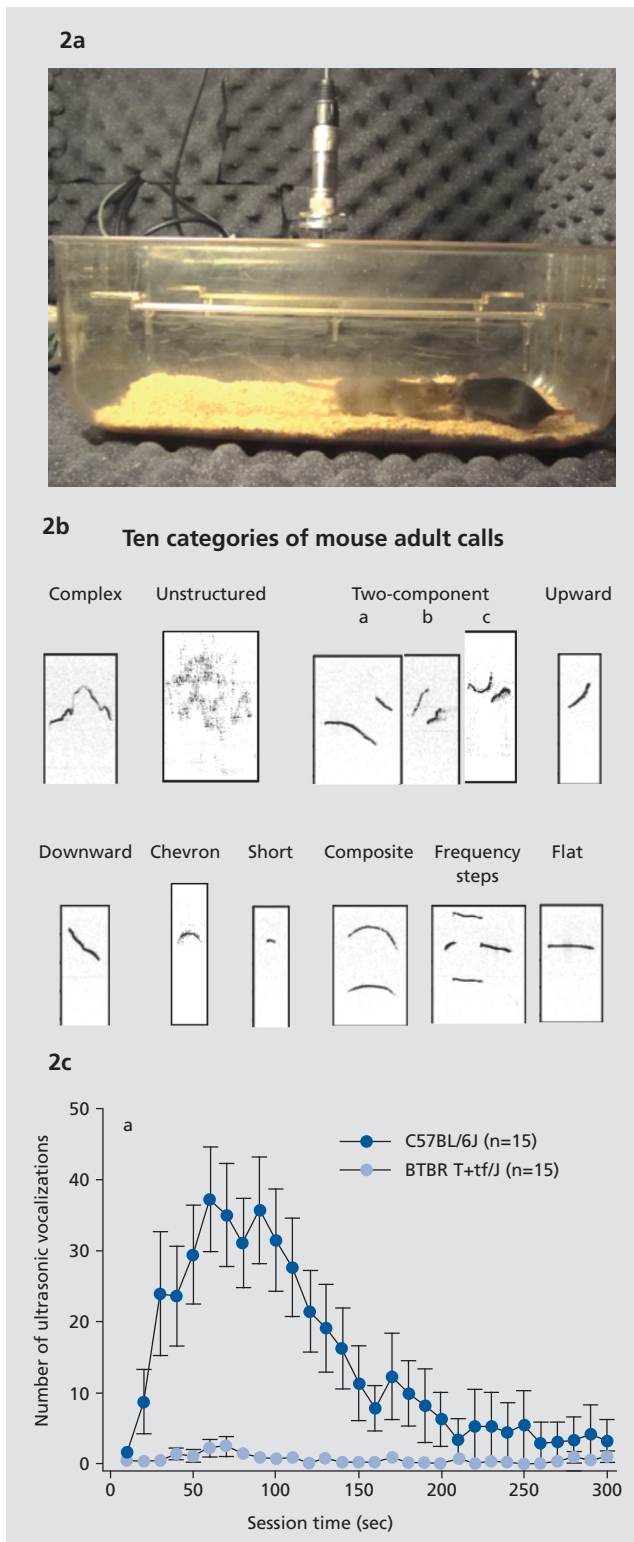 2a
2b
Ten categories of mouse adult calls
Complex
Unstructured
Two-component
a b c
Upward
Downward
Chevron
Short
Composite
Frequency
steps
Flat
2c
a
50
40
30
20
10
0
Number of ultrasonic vocalizations
C57BL/6J (n=15)
BTBR T+tf/J (n=15)
0 50 100 150 200 250 300
Session time (sec)